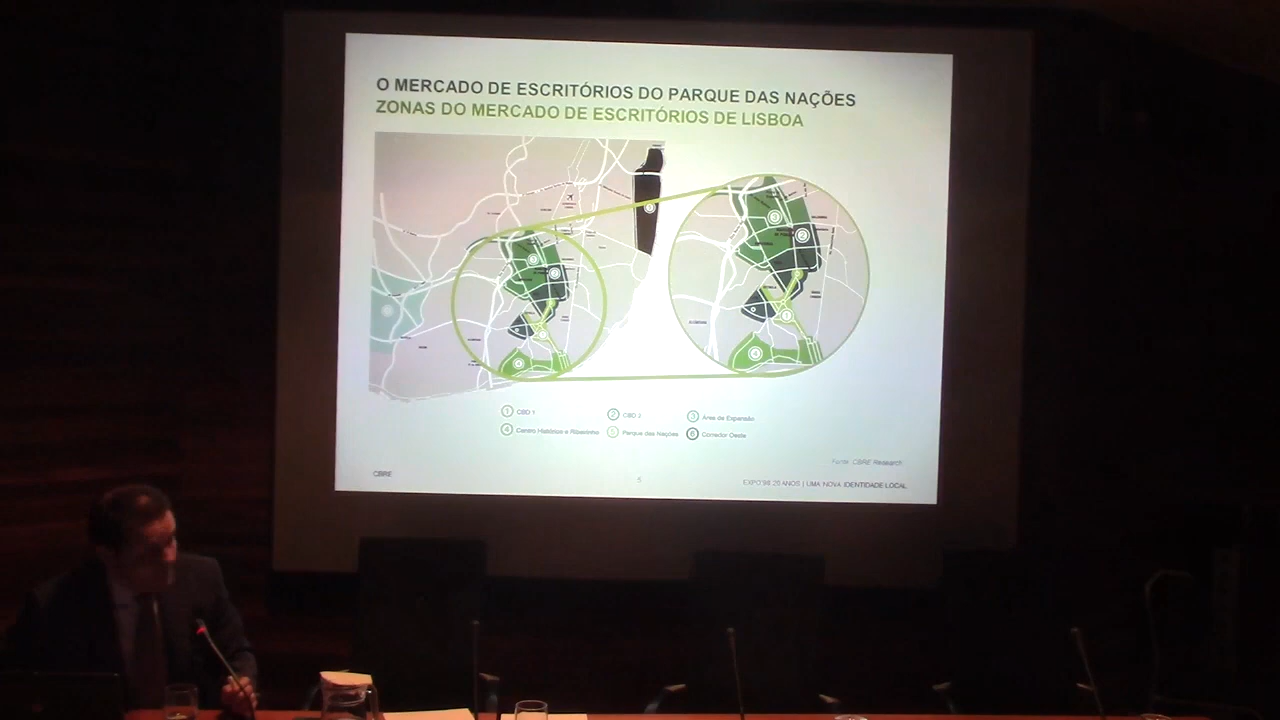 O MERCADO DE ESCRITÓRIOS DO PARQUE DAS NAÇÕES
ZONAS DO MERCADO DE ESCRITÓRIOS DE LISBOA
1 CBD 1
2 CBD 2
3 Área de Expansão
4 Centro Histórico e Ribeirinho
5 Parque das Nações
6 Corredor Oeste
Fonte: CBRE Research
CBRE
5
EXPO'98 20 ANOS | UMA NOVA IDENTIDADE LOCAL